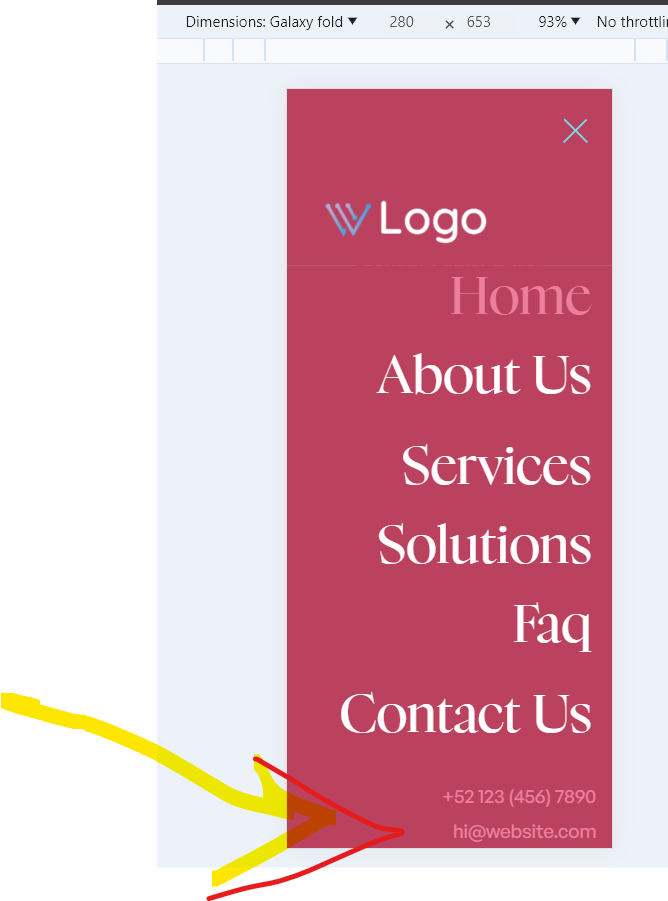 Dimensions: Galaxy fold ▼ 280 × 653 93% ▼ No throttli
Logo
Home
About Us
Services
Solutions
Faq
Contact Us
+52 123 (456) 7890
hi@website.com